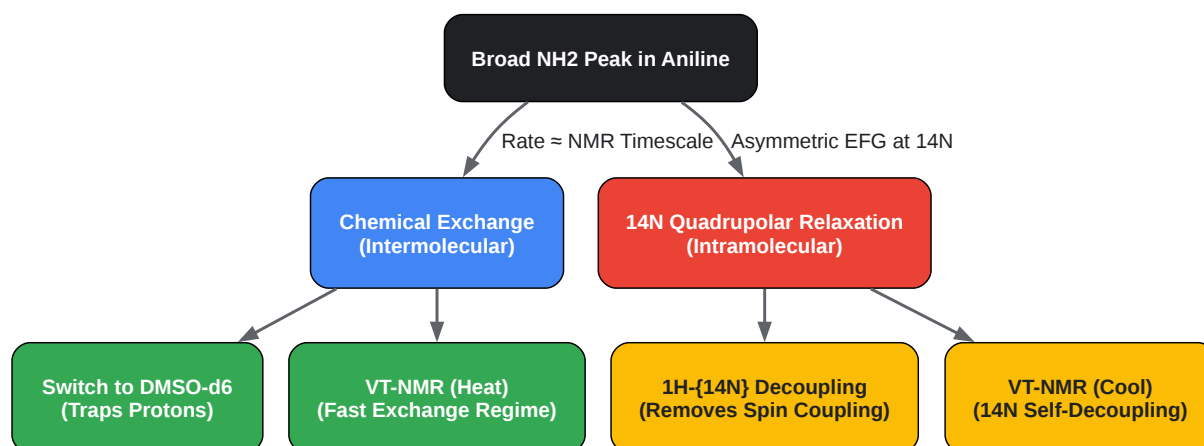 Broad NH2 Peak in Aniline
Rate ≈ NMR Timescale
Asymmetric EFG at 14N
Chemical Exchange
(Intermolecular)
14N Quadrupolar Relaxation
(Intramolecular)
Switch to DMSO-d6
(Traps Protons)
VT-NMR (Heat)
(Fast Exchange Regime)
1H-{14N} Decoupling
(Removes Spin Coupling)
VT-NMR (Cool)
(14N Self-Decoupling)